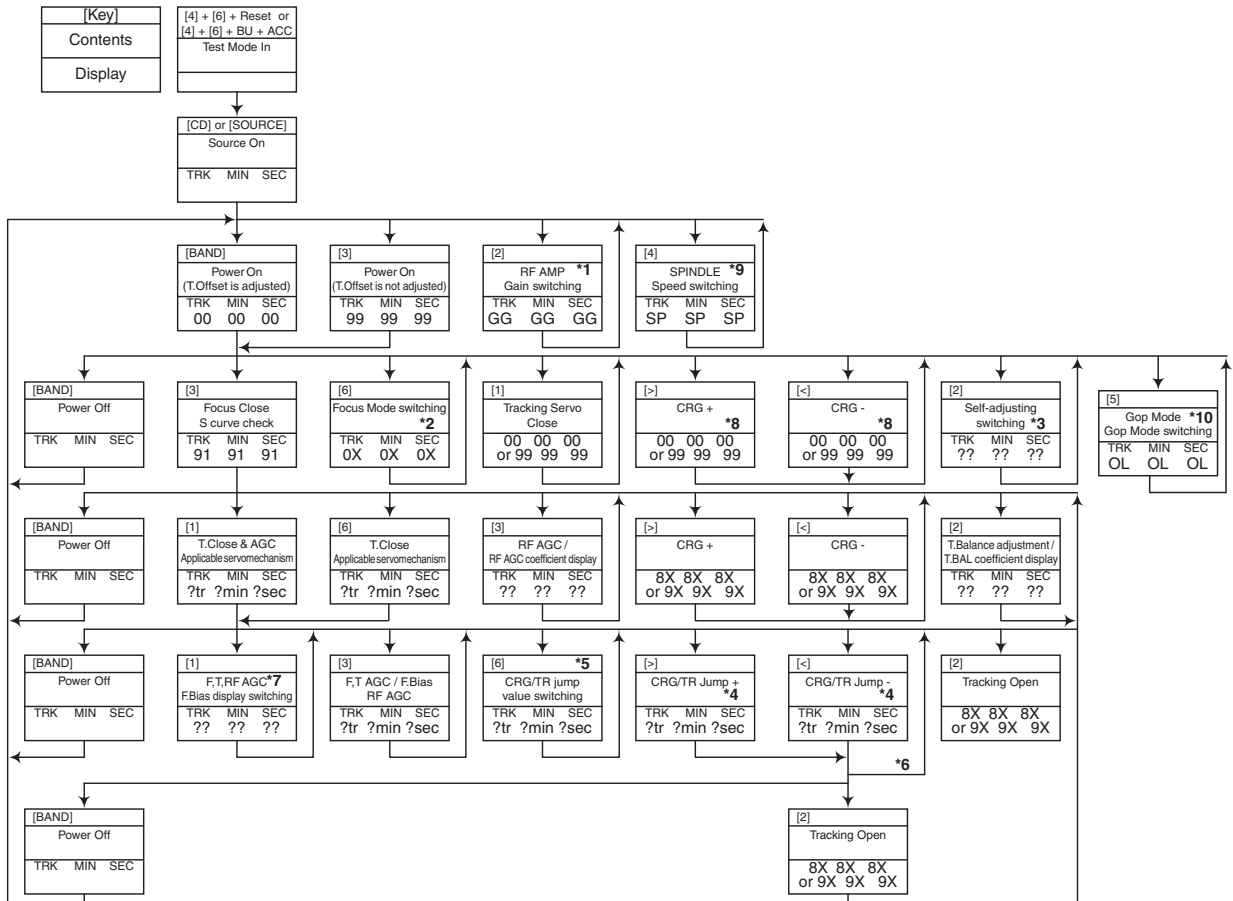 [Key]
Contents
Display
[4] + [6] + Reset or
[4] + [6] + BU + ACC
Test Mode In
[CD] or [SOURCE]
Source On
TRK MIN SEC
[BAND]
Power On
(T.Offset is adjusted)
TRK MIN SEC
00 00 00
[3]
Power On
(T.Offset is not adjusted)
TRK MIN SEC
99 99 99
[2]
RF AMP *1
Gain switching
TRK MIN SEC
GG GG GG
[4]
SPINDLE *9
Speed switching
TRK MIN SEC
SP SP SP
[BAND]
Power Off
TRK MIN SEC
[3]
Focus Close
S curve check
TRK MIN SEC
91 91 91
[6]
Focus Mode switching
*2
TRK MIN SEC
0X 0X 0X
[1]
Tracking Servo
Close
00 00 00
or 99 99 99
[>]
CRG +
*8
00 00 00
or 99 99 99
[<]
CRG -
*8
00 00 00
or 99 99 99
[2]
Self-adjusting
switching *3
TRK MIN SEC
?? ?? ??
[5]
Gop Mode *10
Gop Mode switching
TRK MIN SEC
OL OL OL
[BAND]
Power Off
TRK MIN SEC
[1]
T.Close & AGC
Applicable servomechanism
TRK MIN SEC
?tr ?min ?sec
[6]
T.Close
Applicable servomechanism
TRK MIN SEC
?tr ?min ?sec
[3]
RF AGC /
RF AGC coefficient display
TRK MIN SEC
?? ?? ??
[>]
CRG +
8X 8X 8X
or 9X 9X 9X
[<]
CRG -
8X 8X 8X
or 9X 9X 9X
[2]
T.Balance adjustment /
T.BAL coefficient display
TRK MIN SEC
?? ?? ??
[BAND]
Power Off
TRK MIN SEC
[1]
F,T,RF AGC *7
F.Bias display switching
TRK MIN SEC
?? ?? ??
[3]
F,T AGC / F.Bias
RF AGC
TRK MIN SEC
?tr ?min ?sec
[6] *5
CRG/TR jump
value switching
TRK MIN SEC
?tr ?min ?sec
[>]
CRG/TR Jump +
*4
TRK MIN SEC
?tr ?min ?sec
[<]
CRG/TR Jump -
*4
TRK MIN SEC
?tr ?min ?sec
[2]
Tracking Open
8X 8X 8X
or 9X 9X 9X
*6
[BAND]
Power Off
TRK MIN SEC
[2]
Tracking Open
8X 8X 8X
or 9X 9X 9X